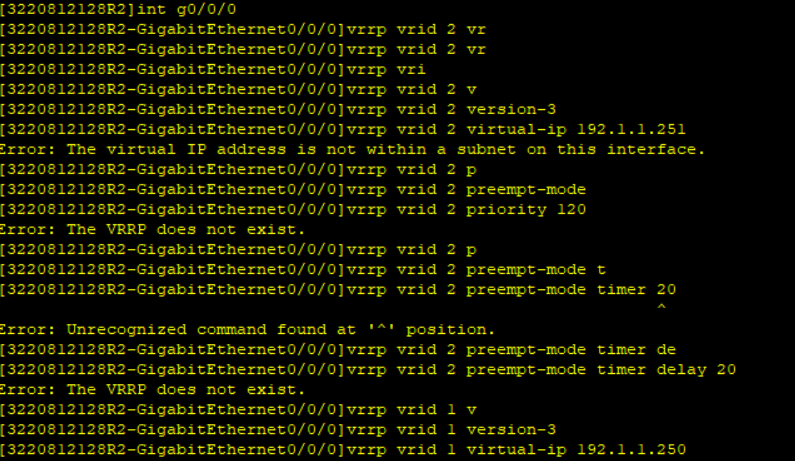 [3220812128R2]int g0/0/0
[3220812128R2-GigabitEthernet0/0/0]vrrp vrid 2 vr
[3220812128R2-GigabitEthernet0/0/0]vrrp vrid 2 vr
[3220812128R2-GigabitEthernet0/0/0]vrrp vri
[3220812128R2-GigabitEthernet0/0/0]vrrp vrid 2 v
[3220812128R2-GigabitEthernet0/0/0]vrrp vrid 2 version-3
[3220812128R2-GigabitEthernet0/0/0]vrrp vrid 2 virtual-ip 192.1.1.251
Error: The virtual IP address is not within a subnet on this interface.
[3220812128R2-GigabitEthernet0/0/0]vrrp vrid 2 p
[3220812128R2-GigabitEthernet0/0/0]vrrp vrid 2 preempt-mode
[3220812128R2-GigabitEthernet0/0/0]vrrp vrid 2 priority 120
Error: The VRRP does not exist.
[3220812128R2-GigabitEthernet0/0/0]vrrp vrid 2 p
[3220812128R2-GigabitEthernet0/0/0]vrrp vrid 2 preempt-mode t
[3220812128R2-GigabitEthernet0/0/0]vrrp vrid 2 preempt-mode timer 20
^
Error: Unrecognized command found at '^' position.
[3220812128R2-GigabitEthernet0/0/0]vrrp vrid 2 preempt-mode timer de
[3220812128R2-GigabitEthernet0/0/0]vrrp vrid 2 preempt-mode timer delay 20
Error: The VRRP does not exist.
[3220812128R2-GigabitEthernet0/0/0]vrrp vrid 1 v
[3220812128R2-GigabitEthernet0/0/0]vrrp vrid 1 version-3
[3220812128R2-GigabitEthernet0/0/0]vrrp vrid 1 virtual-ip 192.1.1.250